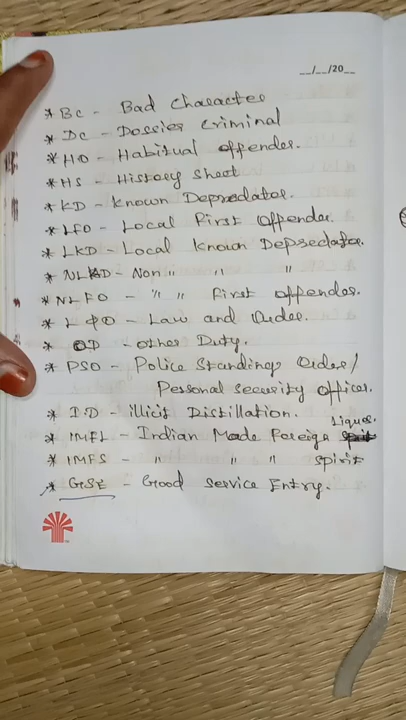 __/__/20__
* BC - Bad Character
* DC - Dossier Criminal
* HO - Habitual offender.
* HS - History Sheet
* KD - Known Depredator.
* LFO - Local First Offender.
* LKD - Local Known Depredator.
* NLKD - Non " " "
* NLFO - " " First offender.
* L&O - Law and Order.
* OD - other Duty.
* PSO - Police Standings Order/
Personal security officer.
* ID - illicit Distillation.
* IMFL - Indian Made Foreign Liquor.
* IMFS - " " " spirit
* GSE - Good Service Entry.